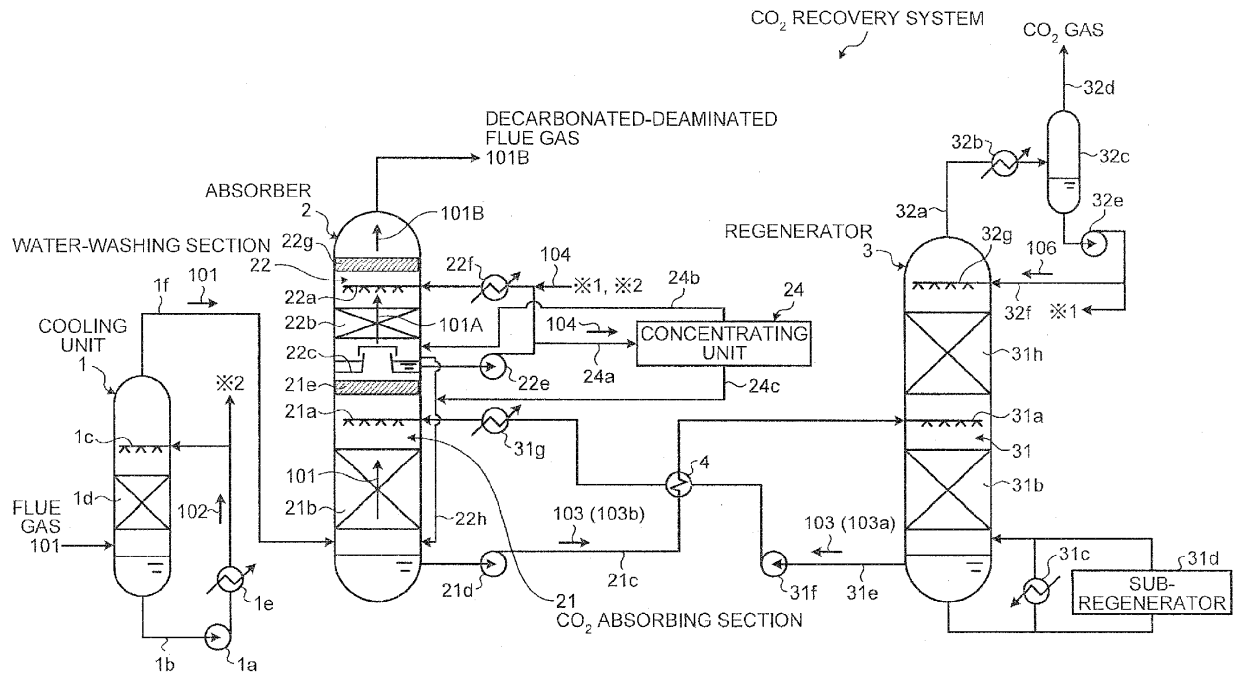 CO₂ RECOVERY SYSTEM
CO₂ GAS
32d
32b
32c
32a
32e
DECARBONATED-DEAMINATED
FLUE GAS
101B
ABSORBER
2
101B
REGENERATOR
3
32g
106
WATER-WASHING SECTION
22g
22
22f
104
※1, ※2
24b
24
1f
101
22a
101A
104
CONCENTRATING
UNIT
32f
※1
COOLING
UNIT
1
22b
22c
22e
24a
24c
31h
※2
21e
21a
31a
1c
31g
4
31
1d
102
101
21b
22h
103 (103b)
103 (103a)
31b
FLUE
GAS
101
31c
31d
SUB-
REGENERATOR
21d
21c
31f
31e
1e
21
CO₂ ABSORBING SECTION
1b
1a